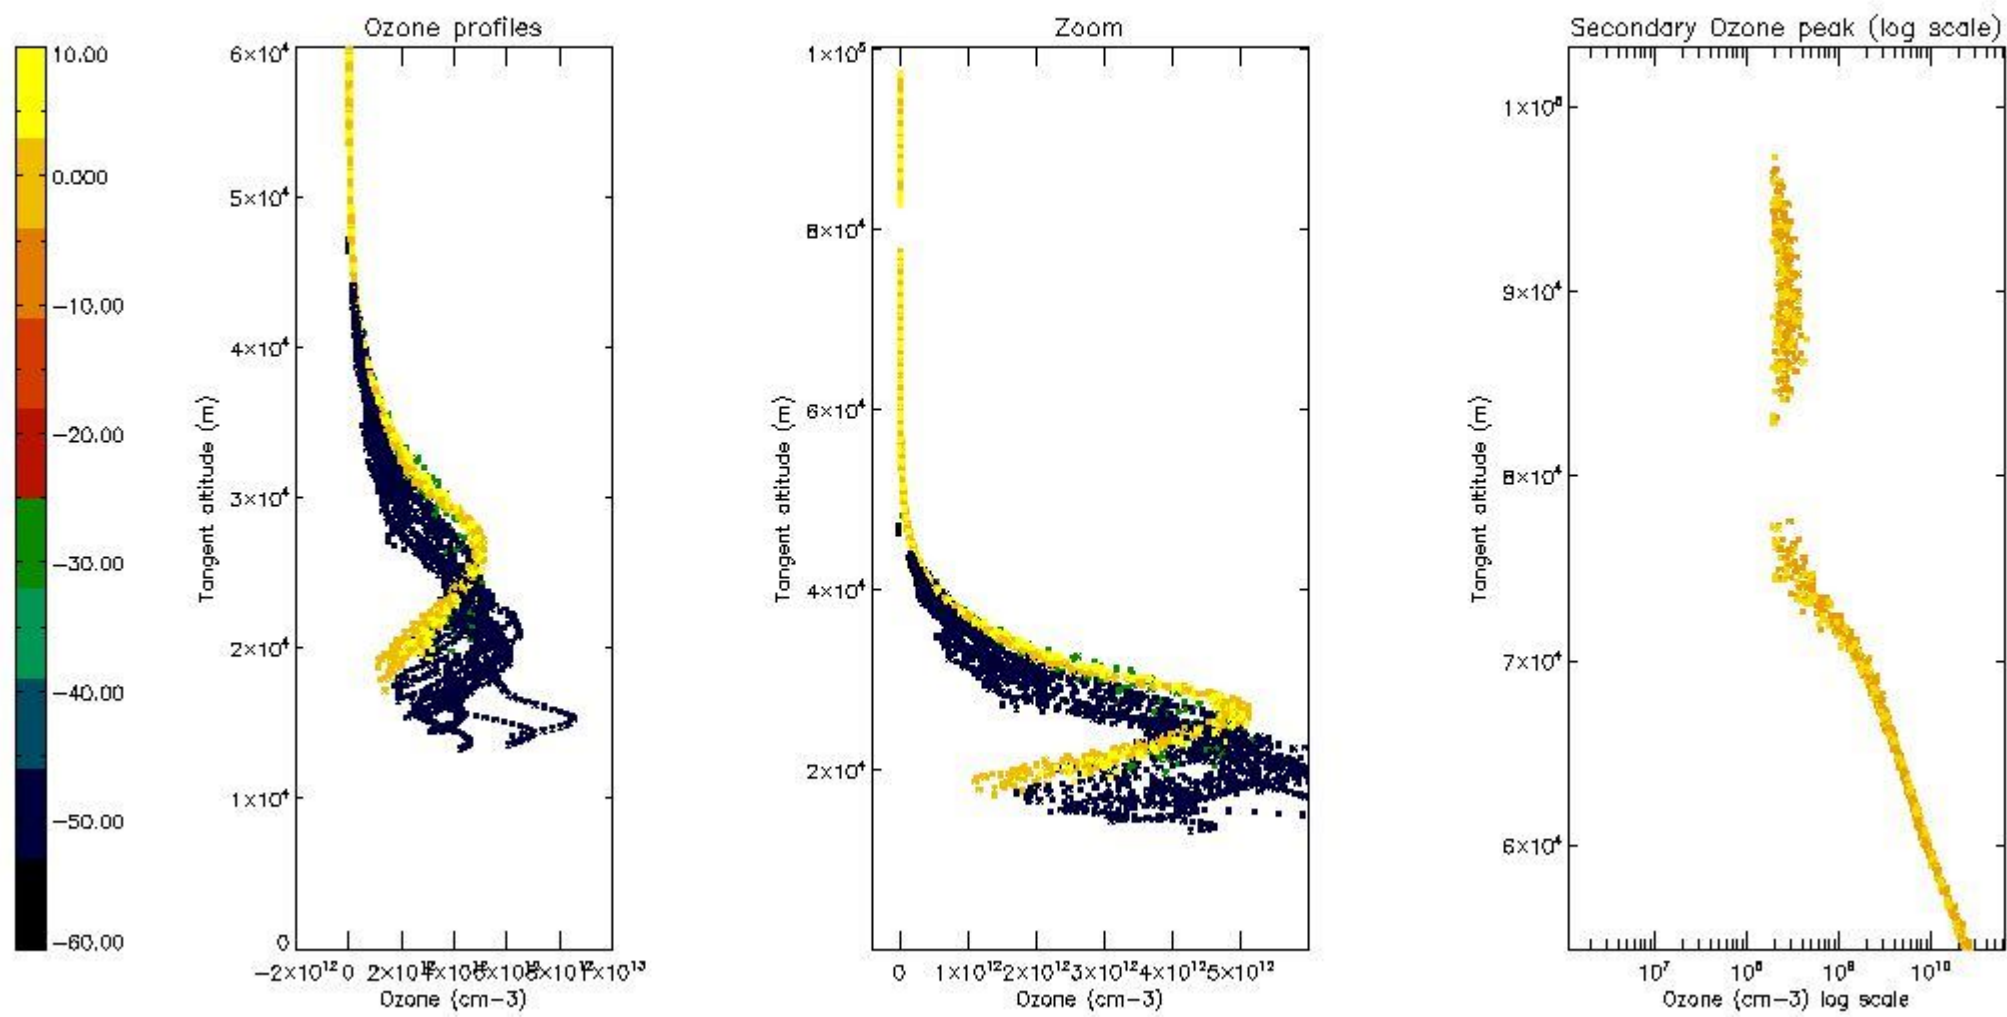 Ozone profiles
Zoom
Secondary Ozone peak (log scale)
10.00
0.000
−10.00
−20.00
−30.00
−40.00
−50.00
−60.00
6×10⁴
5×10⁴
4×10⁴
3×10⁴
2×10⁴
1×10⁴
0
Tangent altitude (m)
−2×10¹² 0
Ozone (cm−3)
1×10⁵
8×10⁴
6×10⁴
4×10⁴
2×10⁴
Tangent altitude (m)
0 1×10¹² 2×10¹² 3×10¹² 4×10¹² 5×10¹²
Ozone (cm−3)
1×10⁵
9×10⁴
8×10⁴
7×10⁴
6×10⁴
Tangent altitude (m)
10⁷ 10⁸ 10⁹ 10¹⁰
Ozone (cm−3) log scale